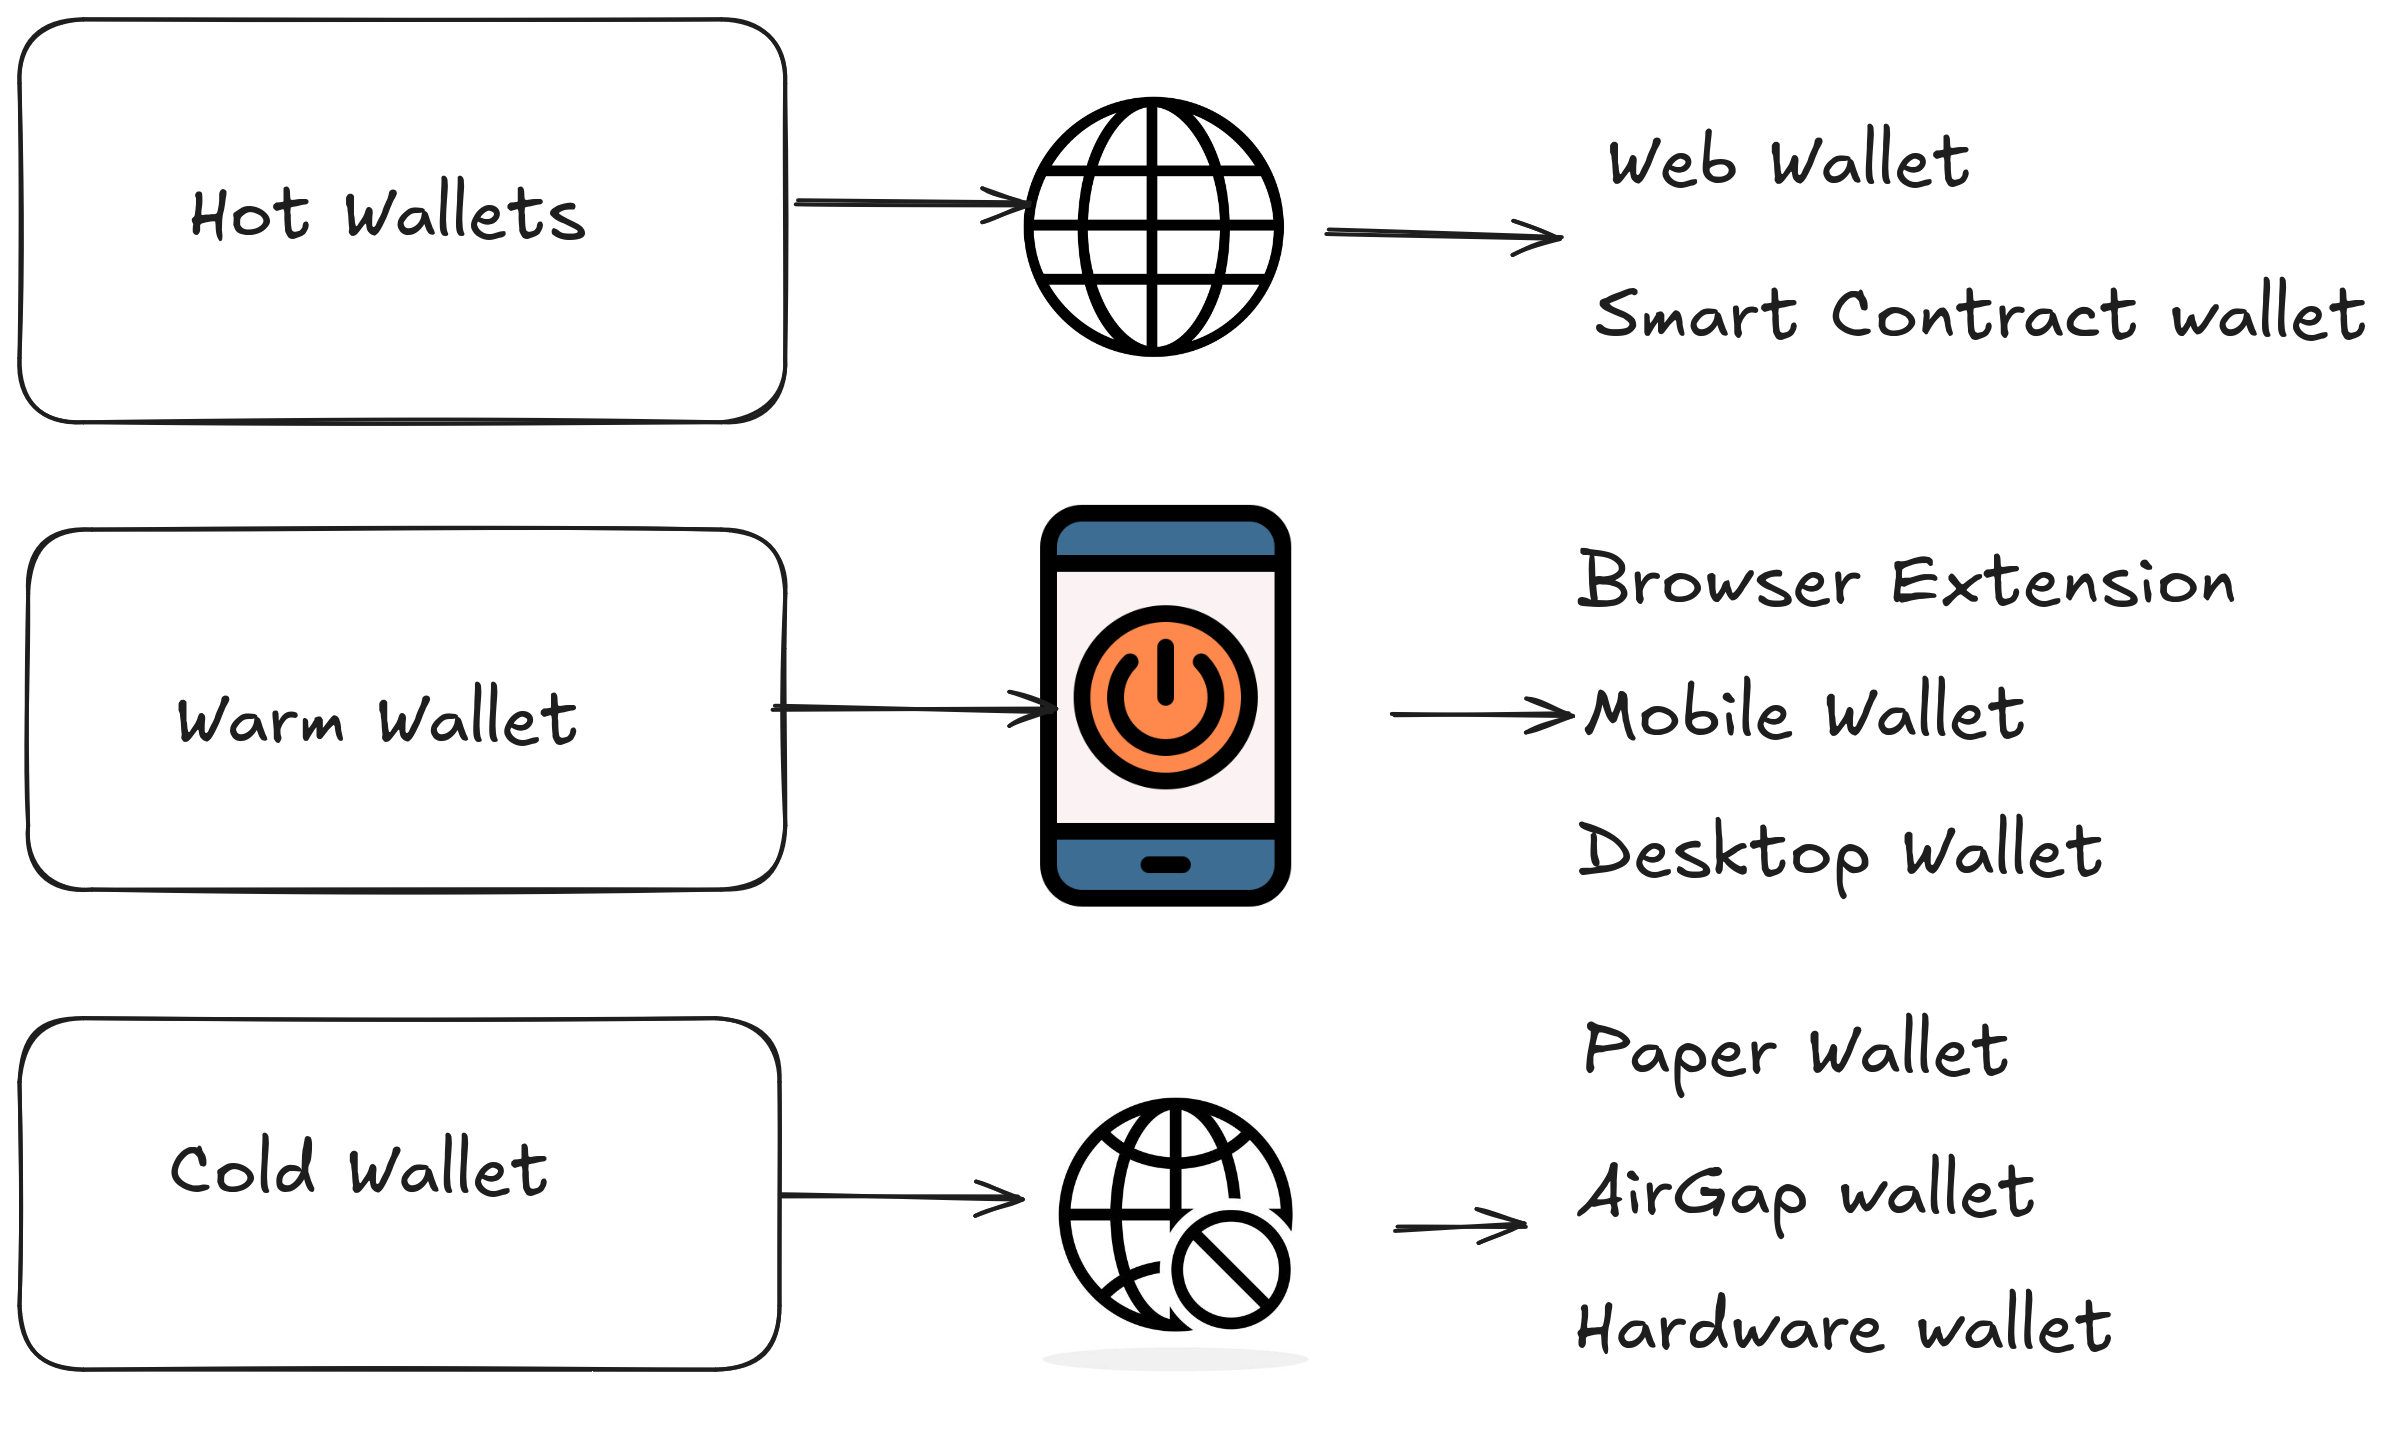 Hot Wallets
Web Wallet
Smart Contract wallet
Warm Wallet
Browser Extension
Mobile Wallet
Desktop Wallet
Cold Wallet
Paper Wallet
AirGap wallet
Hardware wallet